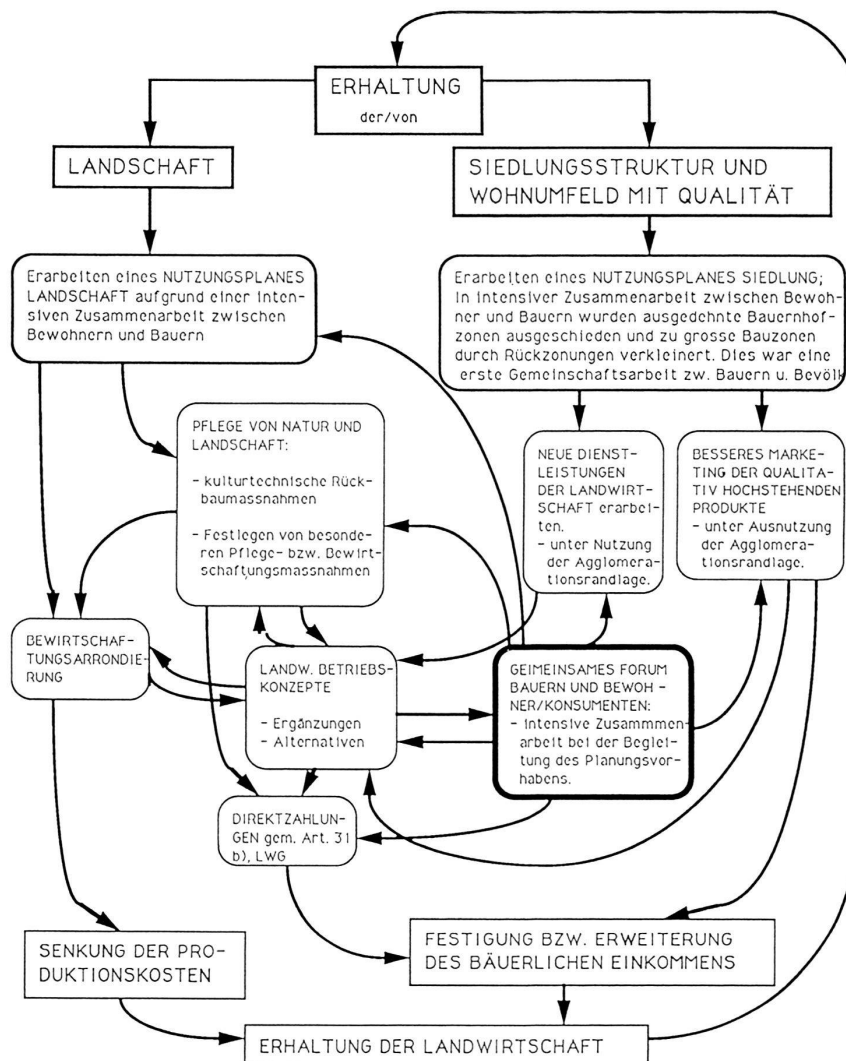 ERHALTUNG
der/von
LANDSCHAFT
SIEDLUNGSSTRUKTUR UND
WOHNUMFELD MIT QUALITÄT
Erarbeiten eines NUTZUNGSPLANES
LANDSCHAFT aufgrund einer inten-
siven Zusammenarbeit zwischen
Bewohnern und Bauern
Erarbeiten eines NUTZUNGSPLANES SIEDLUNG;
in intensiver Zusammenarbeit zwischen Bewoh-
ner und Bauern wurden ausgedehnte Bauernhof-
zonen ausgeschieden und zu grosse Bauzonen
durch Rückzonungen verkleinert. Dies war eine
erste Gemeinschaftsarbeit zw. Bauern u. Bevölk
PFLEGE VON NATUR UND
LANDSCHAFT:
- kulturtechnische Rück-
baumassnahmen
- Festlegen von besonde-
ren Pflege- bzw. Bewirt-
schaftungsmassnahmen
NEUE DIENST-
LEISTUNGEN
DER LANDWIRT-
SCHAFT erarbei-
ten.
- unter Nutzung
der Agglomera-
tionsrandlage.
BESSERES MARKE-
TING DER QUALITA-
TIV HOCHSTEHENDEN
PRODUKTE
- unter Ausnutzung
der Agglomera-
tionsrandlage.
BEWIRTSCHAF-
TUNGSARRONDIE-
RUNG
LANDW. BETRIEBS-
KONZEPTE
- Ergänzungen
- Alternativen
GEIMEINSAMES FORUM
BAUERN UND BEWOH-
NER/KONSUMENTEN:
- intensive Zusammmen-
arbeit bei der Beglei-
tung des Planungsvor-
habens.
DIREKTZAHLUN-
GEN gem. Art. 31
b), LWG
SENKUNG DER PRO-
DUKTIONSKOSTEN
FESTIGUNG BZW. ERWEITERUNG
DES BÄUERLICHEN EINKOMMENS
ERHALTUNG DER LANDWIRTSCHAFT